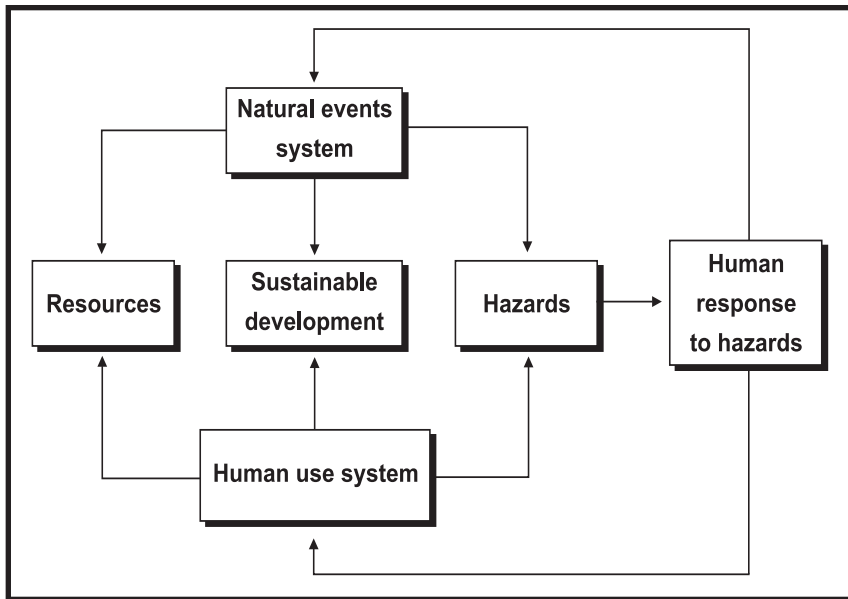 Natural events
system
Resources
Sustainable
development
Hazards
Human
response
to hazards
Human use system